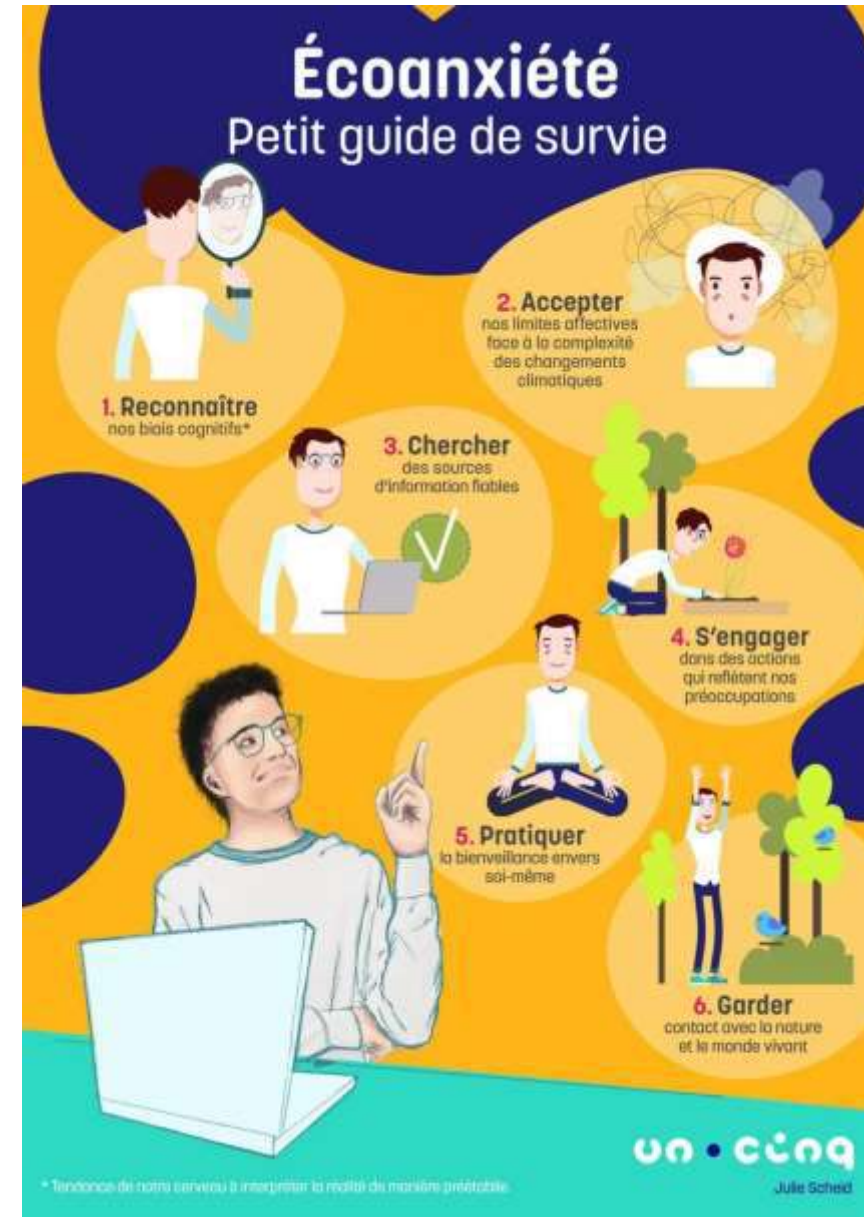 Écoanxiété
Petit guide de survie
1. Reconnaître
nos biais cognitifs*
2. Accepter
nos limites affectives
face à la complexité
des changements
climatiques
3. Chercher
des sources
d'information fiables
4. S'engager
dans des actions
qui reflètent nos
préoccupations
5. Pratiquer
la bienveillance envers
soi-même
6. Garder
contact avec la nature
et le monde vivant
un • cinq
Julie Scheid
* Tendance de notre cerveau à interpréter la réalité de manière préétablie.